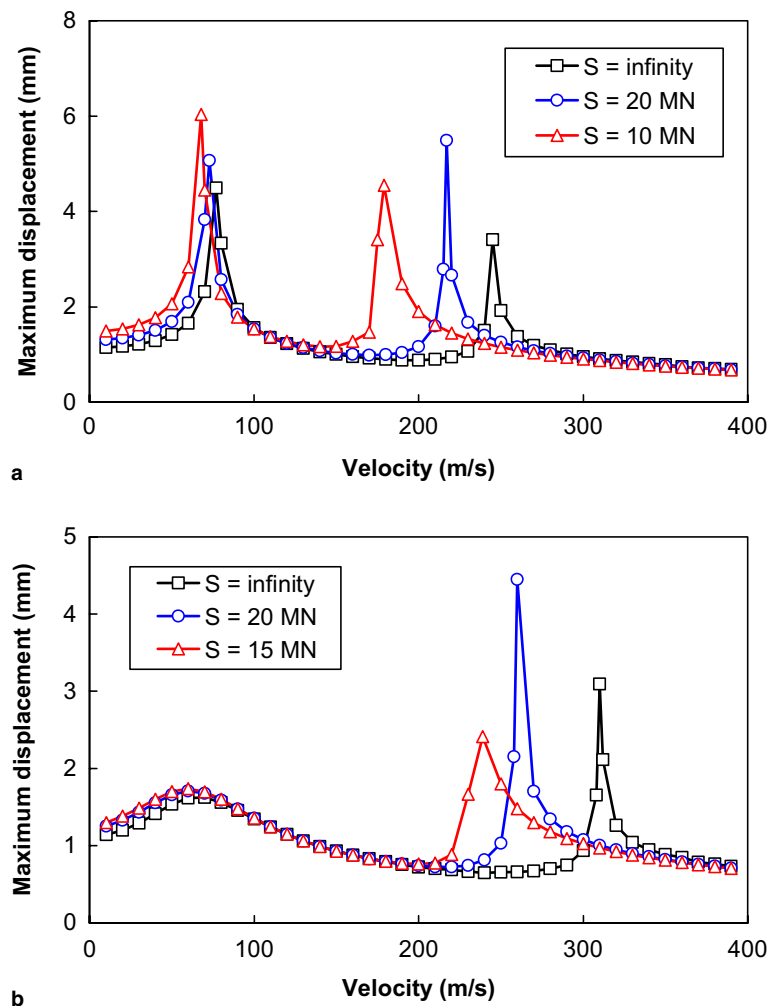 8
6
4
2
0
Maximum displacement (mm)
S = infinity
S = 20 MN
S = 10 MN
0 100 200 300 400
Velocity (m/s)
a
5
4
3
2
1
0
Maximum displacement (mm)
S = infinity
S = 20 MN
S = 15 MN
0 100 200 300 400
Velocity (m/s)
b